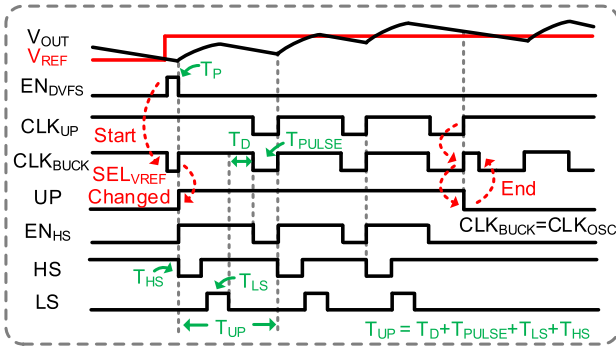 VOUT
VREF
TP
ENDVFS
CLKUP
Start
TD
TPULSE
CLKBUCK
SELVREF
Changed
End
UP
CLKBUCK=CLKOSC
ENHS
HS
THS
TLS
LS
TUP
TUP = TD+TPULSE+TLS+THS